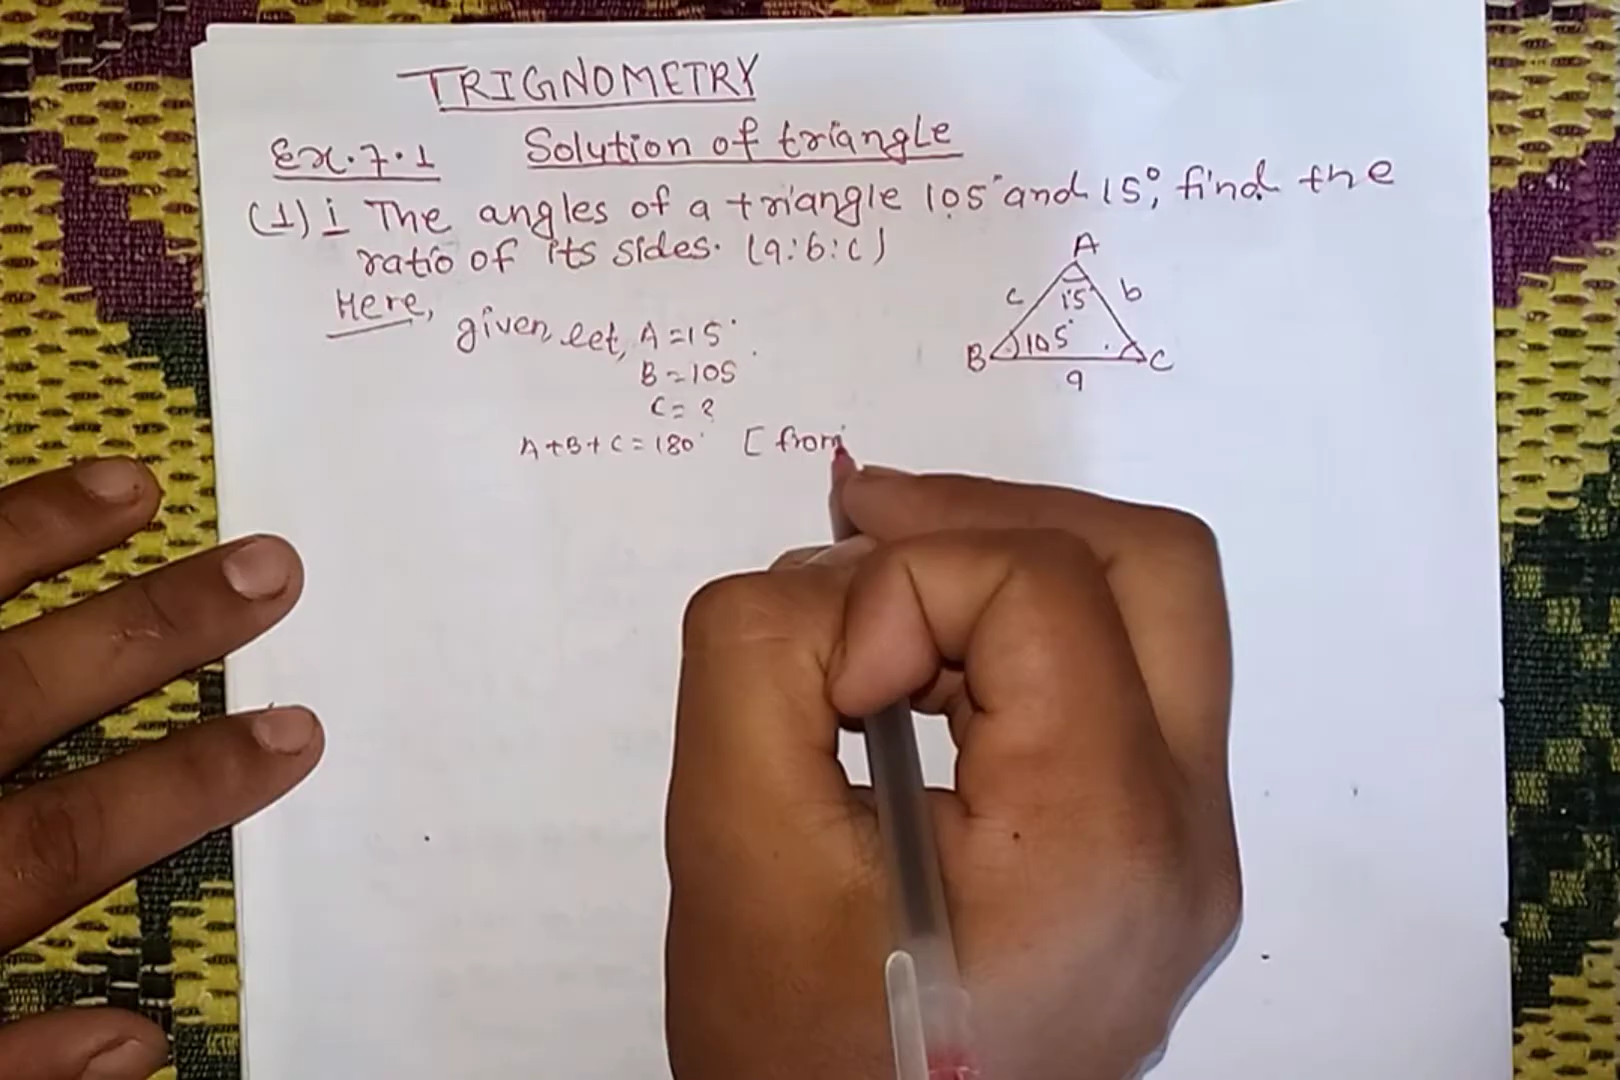 TRIGNOMETRY
Ex.7.1 Solution of triangle
(1) i The angles of a triangle 105° and 15°, find the
ratio of its sides. (a:b:c)
Here,
given, let, A=15°
B=105
C=?
A+B+C=180° [from
A
c 15° b
B 105° C
a